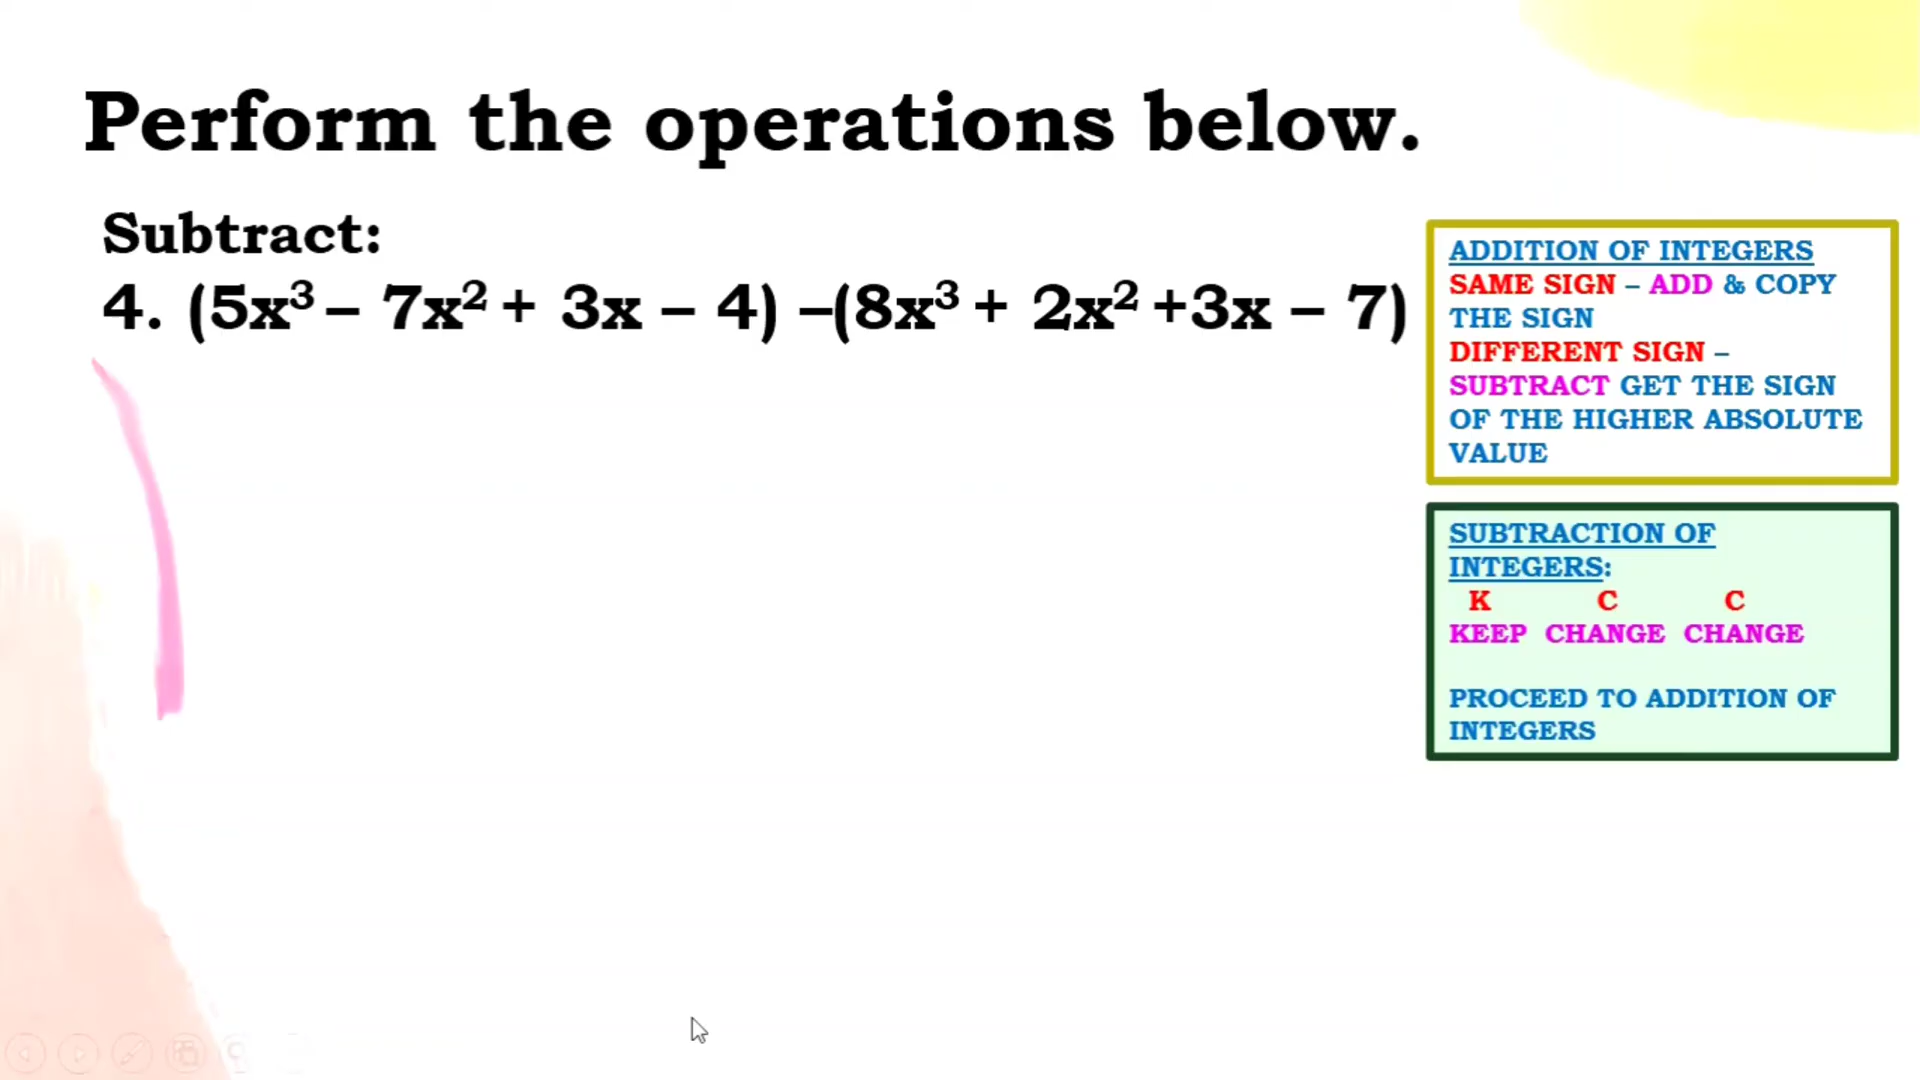 Perform the operations below.
Subtract:
4. (5x³ – 7x² + 3x – 4) –(8x³ + 2x² +3x – 7)
ADDITION OF INTEGERS
SAME SIGN – ADD & COPY
THE SIGN
DIFFERENT SIGN –
SUBTRACT GET THE SIGN
OF THE HIGHER ABSOLUTE
VALUE
SUBTRACTION OF
INTEGERS:
K C C
KEEP CHANGE CHANGE
PROCEED TO ADDITION OF
INTEGERS